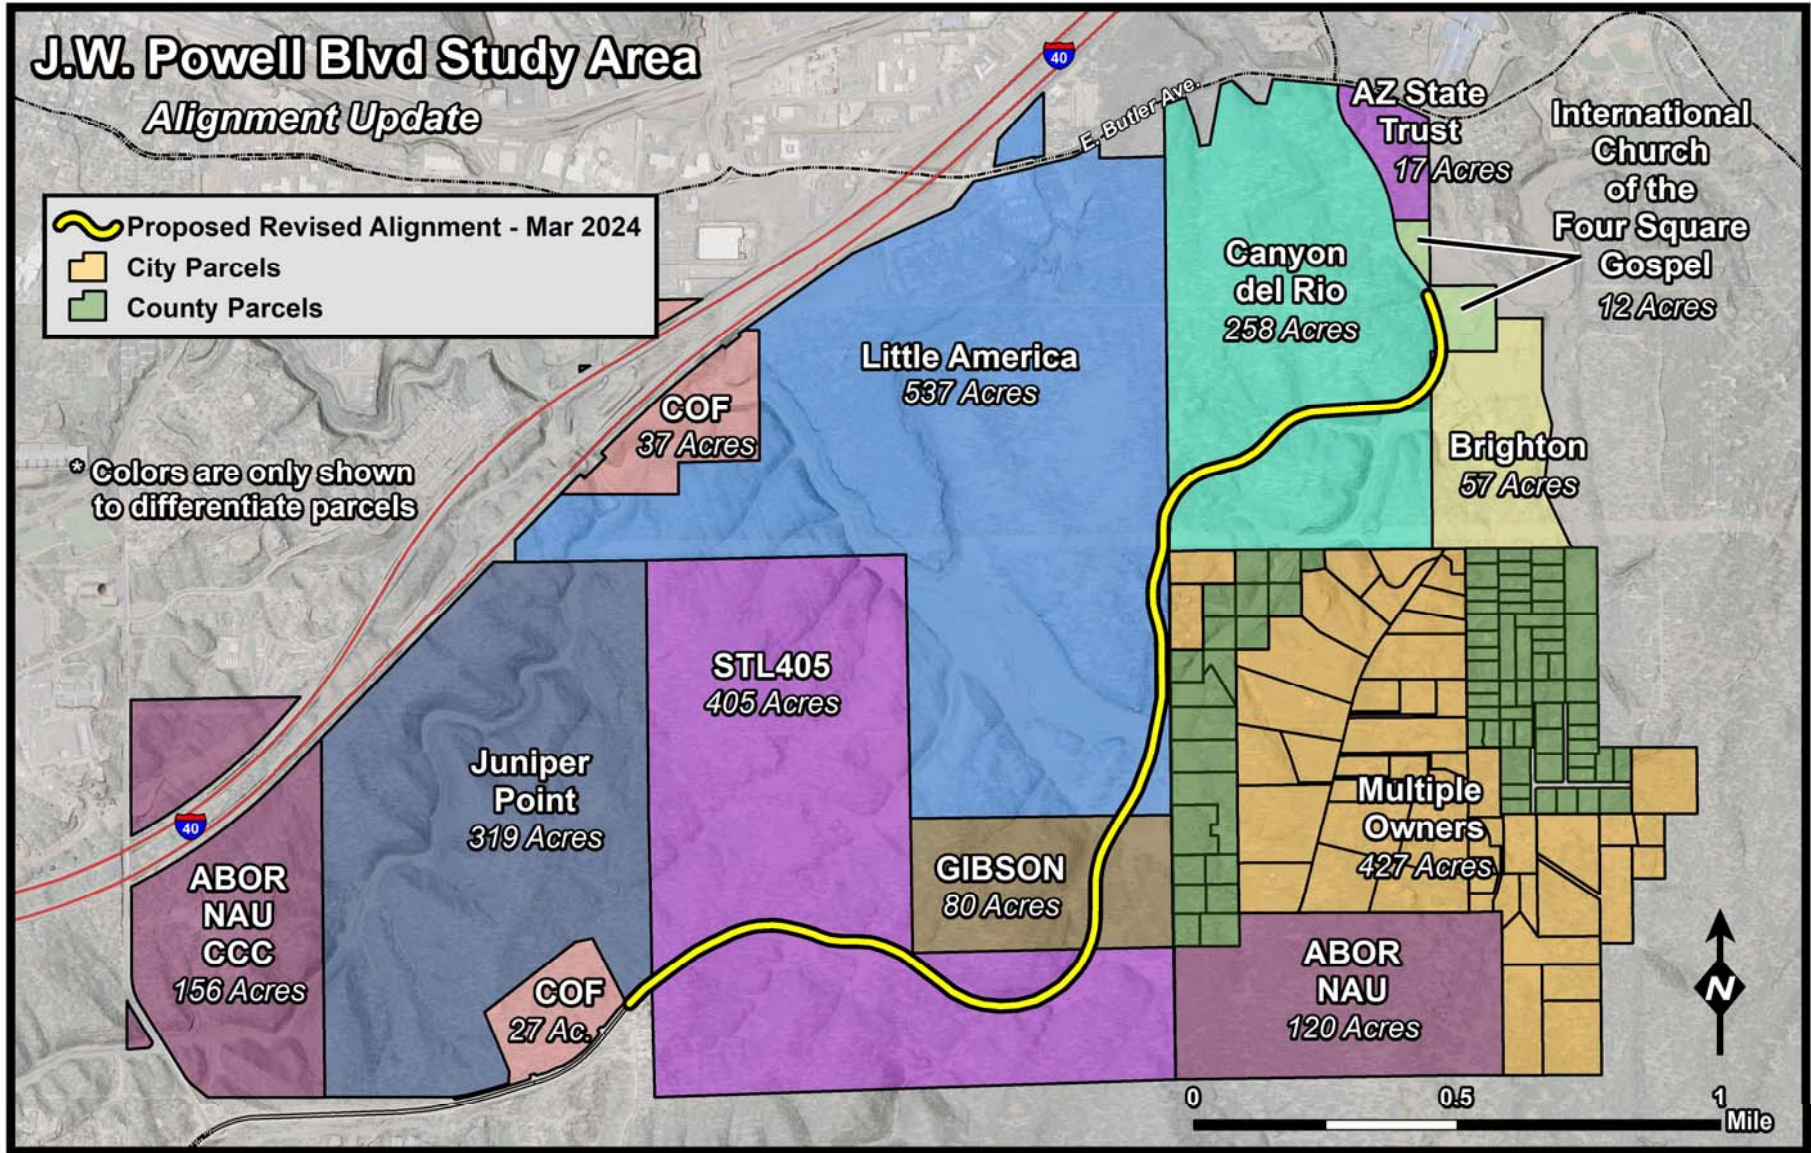 J.W. Powell Blvd Study Area
Alignment Update
Proposed Revised Alignment - Mar 2024
City Parcels
County Parcels
* Colors are only shown
to differentiate parcels
40
E. Butler Ave.
AZ State
Trust
17 Acres
International
Church
of the
Four Square
Gospel
12 Acres
Canyon
del Rio
258 Acres
Little America
537 Acres
COF
37 Acres
Brighton
57 Acres
STL405
405 Acres
Juniper
Point
319 Acres
40
Multiple
Owners
427 Acres
GIBSON
80 Acres
ABOR
NAU
CCC
156 Acres
COF
27 Ac.
ABOR
NAU
120 Acres
N
0
0.5
1
Mile